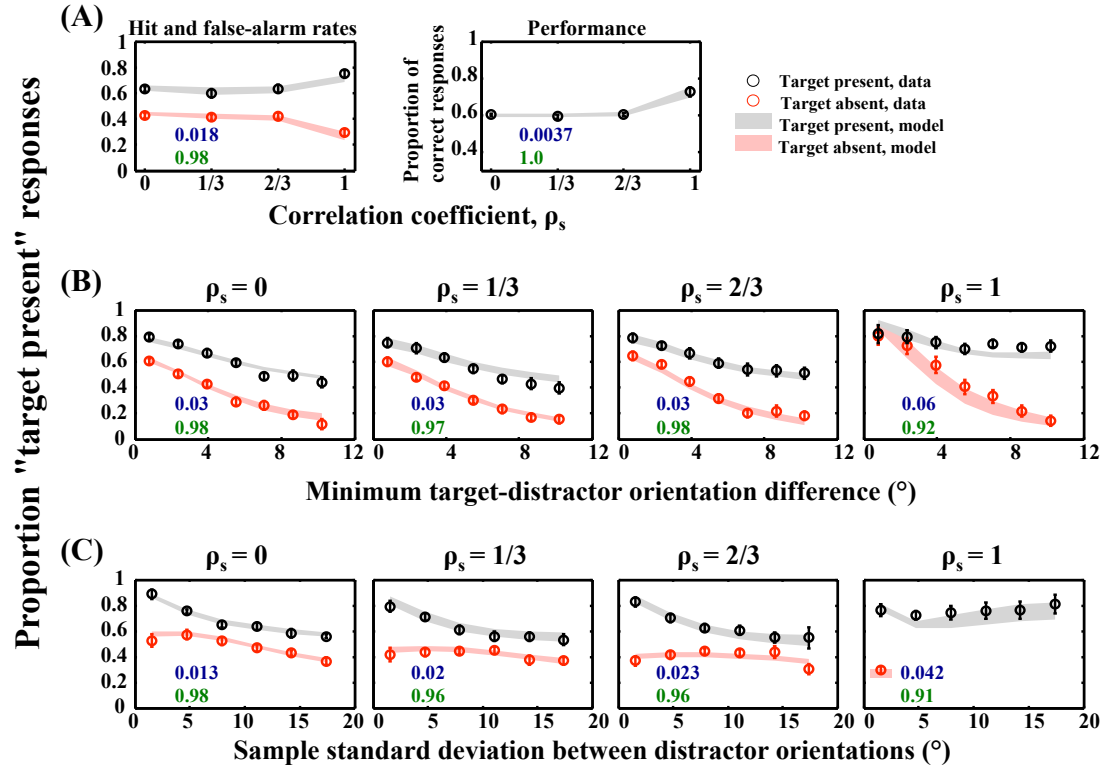 (A)
Hit and false-alarm rates
Performance
Proportion "target present" responses
1
0.8
0.6
0.4
0.2
0
0.018
0.98
0
1/3
2/3
1
Proportion of
correct responses
1
0.8
0.6
0.4
0.0037
1.0
0
1/3
2/3
1
Correlation coefficient, ρs
Target present, data
Target absent, data
Target present, model
Target absent, model
(B)
ρs = 0
ρs = 1/3
ρs = 2/3
ρs = 1
1
0.8
0.6
0.4
0.2
0
0.03
0.98
0.03
0.97
0.03
0.98
0.06
0.92
0 4 8 12
0 4 8 12
0 4 8 12
0 4 8 12
Minimum target-distractor orientation difference (°)
(C)
ρs = 0
ρs = 1/3
ρs = 2/3
ρs = 1
1
0.8
0.6
0.4
0.2
0
0.013
0.98
0.02
0.96
0.023
0.96
0.042
0.91
0 5 10 15 20
0 5 10 15 20
0 5 10 15 20
0 5 10 15 20
Sample standard deviation between distractor orientations (°)